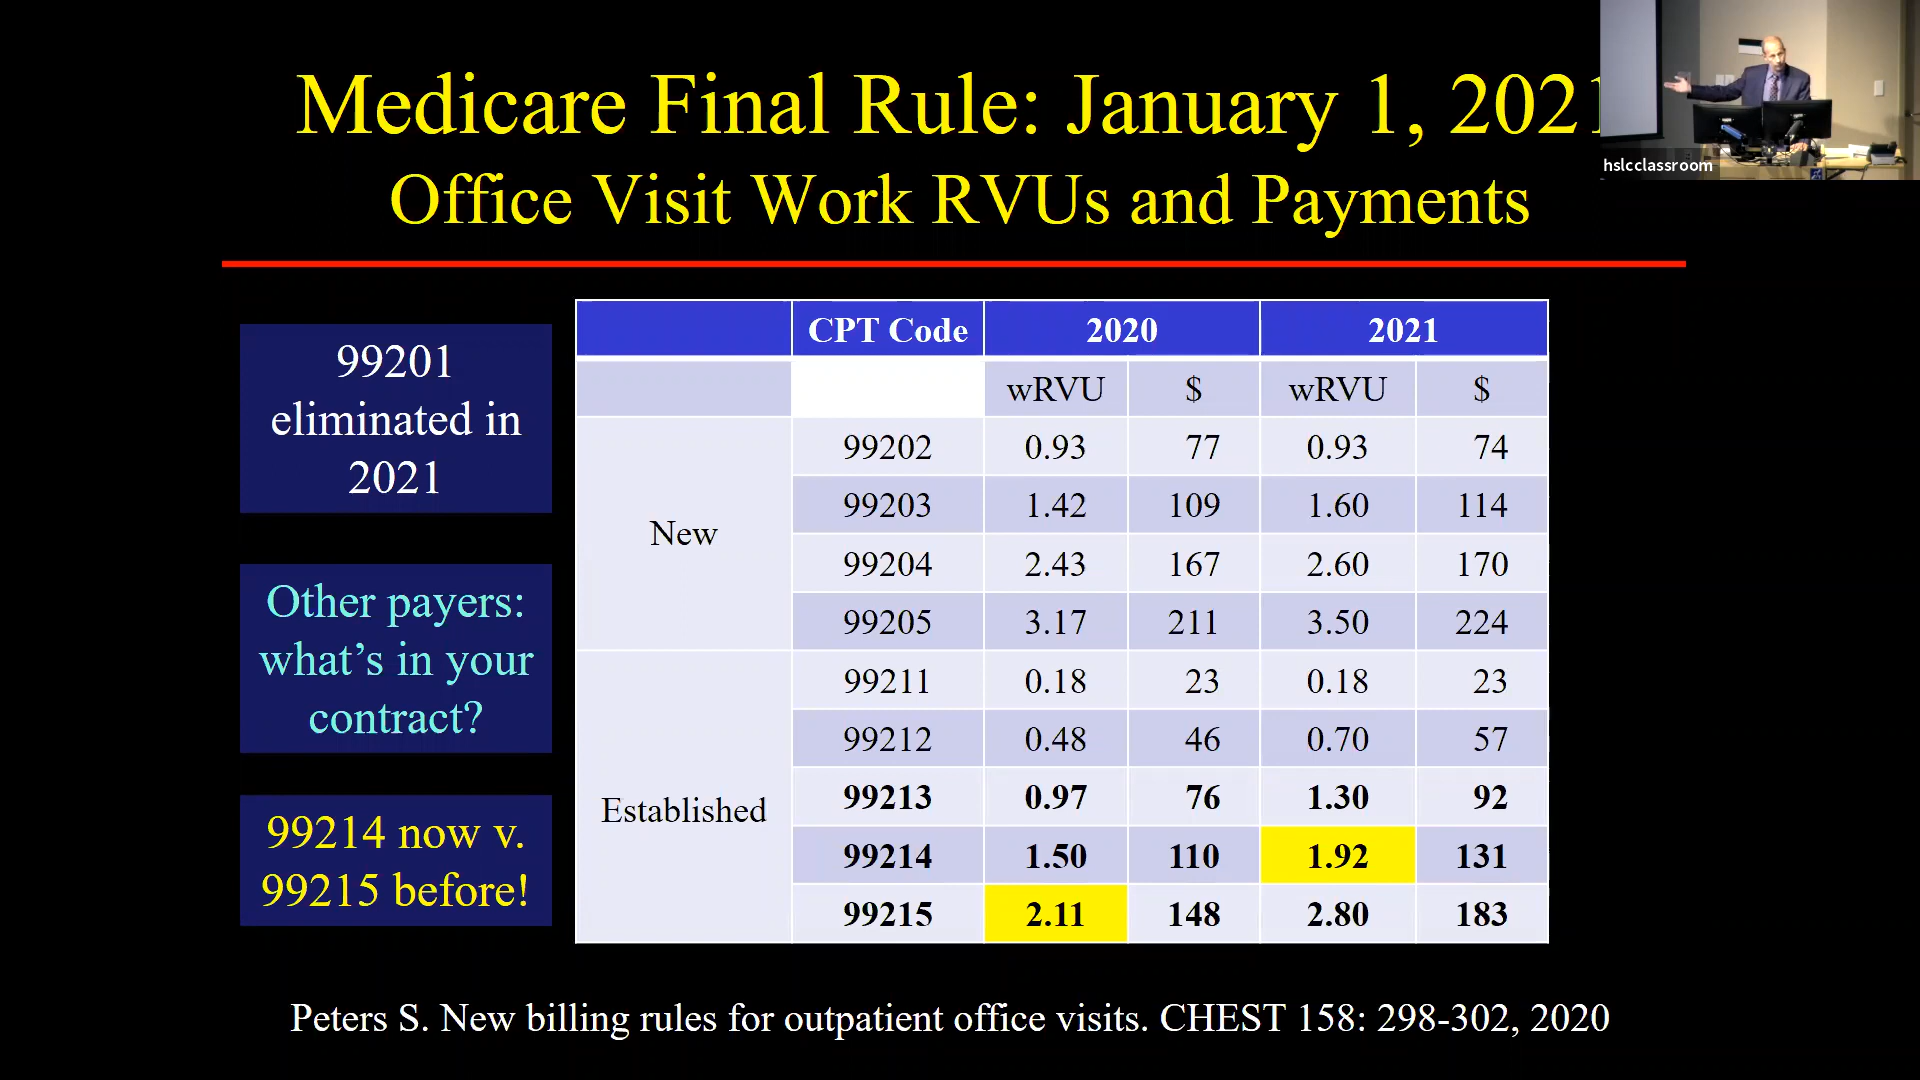 Medicare Final Rule: January 1, 2021
Office Visit Work RVUs and Payments
hslcclassroom
99201
eliminated in
2021
Other payers:
what's in your
contract?
99214 now v.
99215 before!
CPT Code 2020 2021
wRVU $ wRVU $
New
99202 0.93 77 0.93 74
99203 1.42 109 1.60 114
99204 2.43 167 2.60 170
99205 3.17 211 3.50 224
Established
99211 0.18 23 0.18 23
99212 0.48 46 0.70 57
99213 0.97 76 1.30 92
99214 1.50 110 1.92 131
99215 2.11 148 2.80 183
Peters S. New billing rules for outpatient office visits. CHEST 158: 298-302, 2020